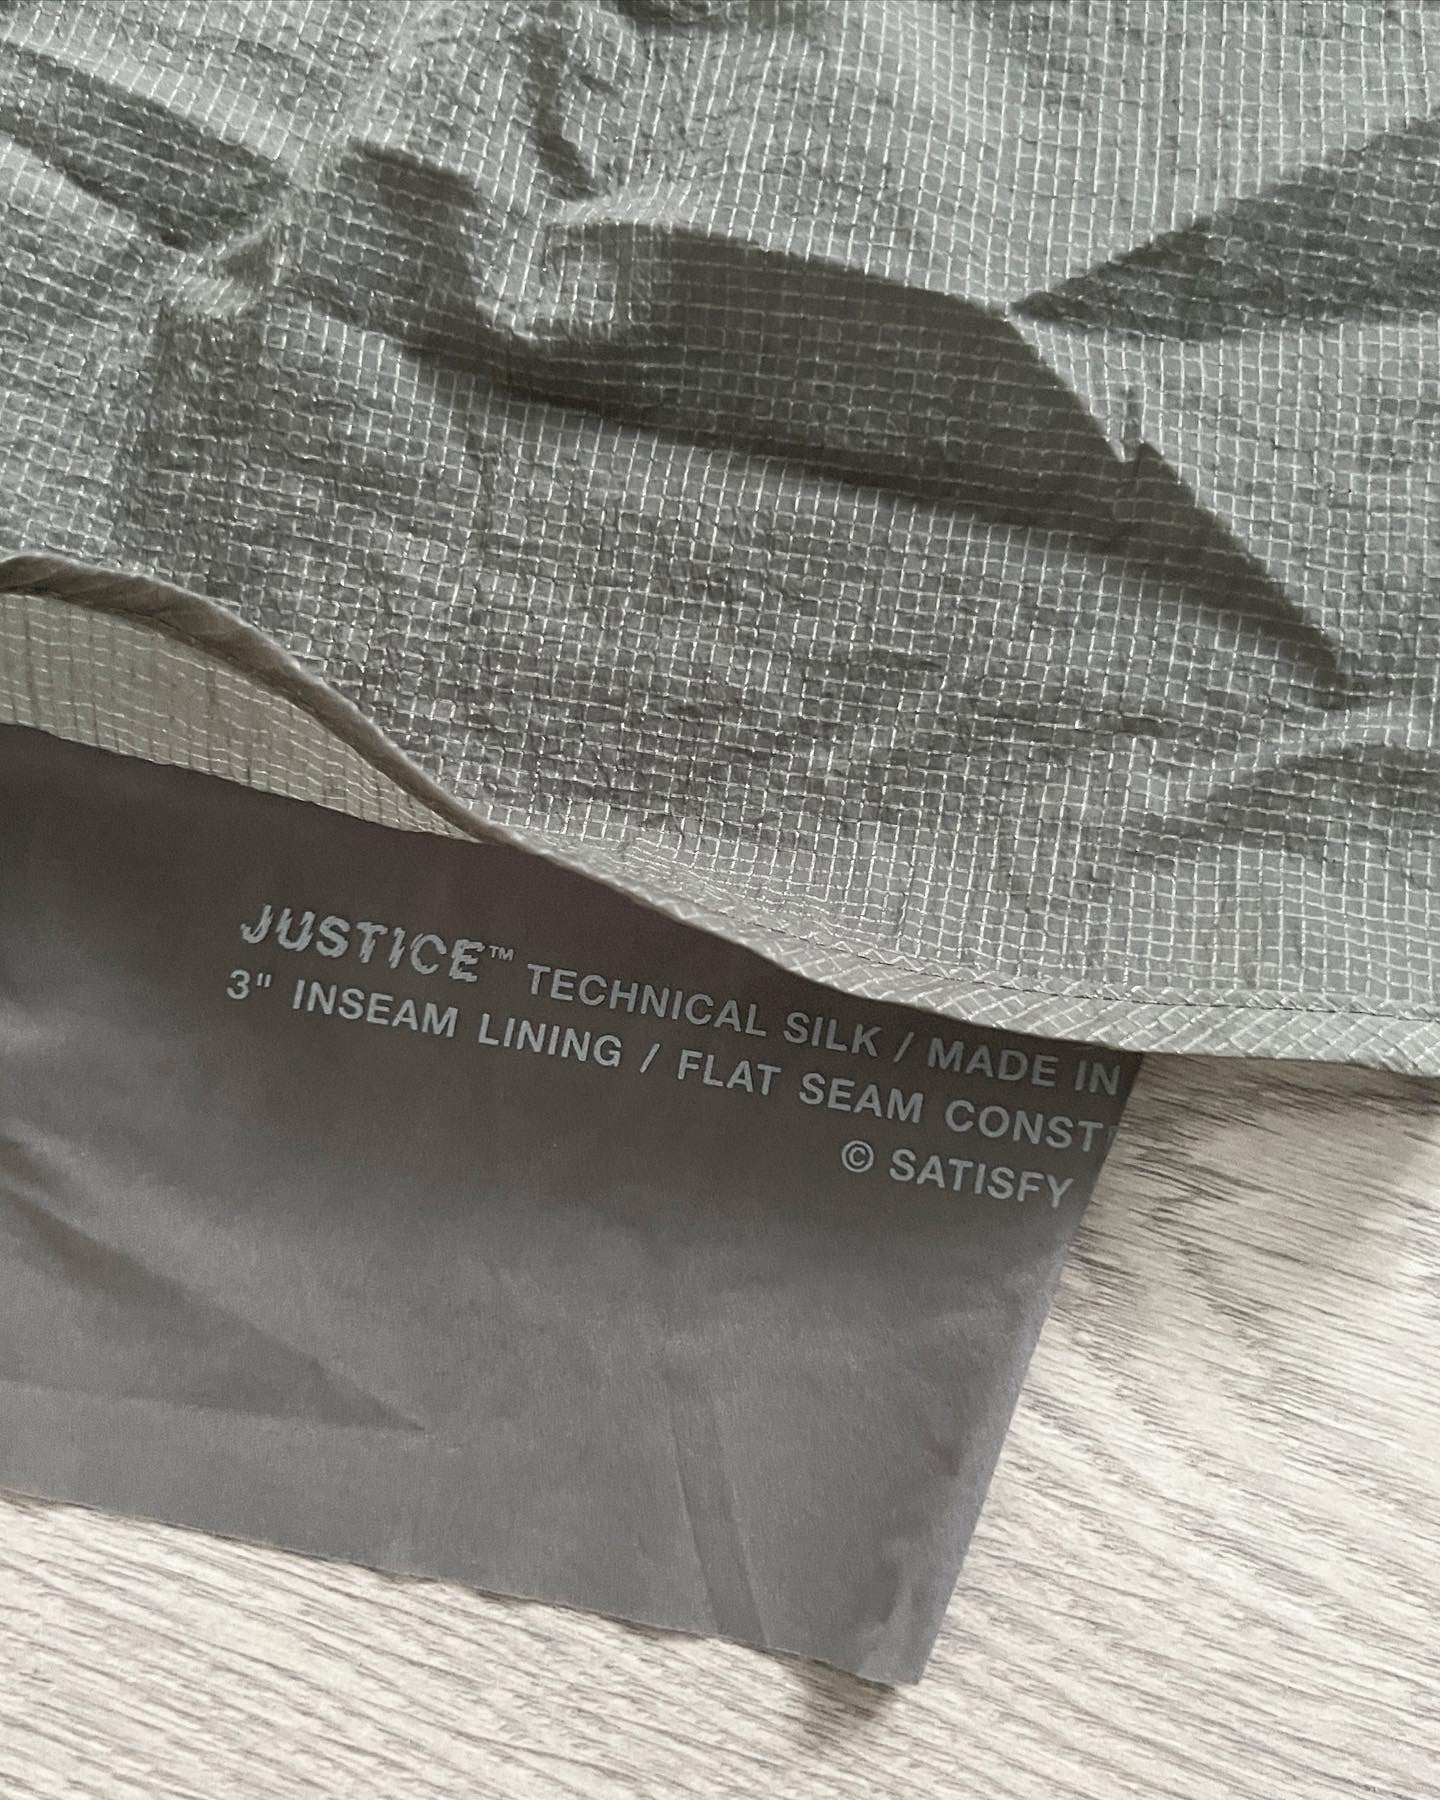 JUSTICE™ TECHNICAL SILK / MADE IN
3" INSEAM LINING / FLAT SEAM CONST
© SATISFY